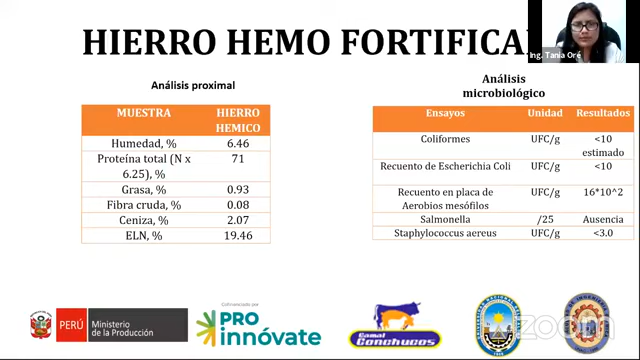 HIERRO HEMO FORTIFICA
Ing. Tania Oré
Análisis proximal
MUESTRA HIERRO
HEMICO
Humedad, % 6.46
Proteína total (N x 71
6.25), %
Grasa, % 0.93
Fibra cruda, % 0.08
Ceniza, % 2.07
ELN, % 19.46
Análisis
microbiológico
Ensayos Unidad Resultados
Coliformes UFC/g <10
estimado
Recuento de Escherichia Coli UFC/g <10
Recuento en placa de UFC/g 16*10^2
Aerobios mesófilos
Salmonella /25 Ausencia
Staphylococcus aereus UFC/g <3.0
PERÚ Ministerio
de la Producción
Cofinanciado por:
PRO
innóvate
Camal
Conchucos
zoom